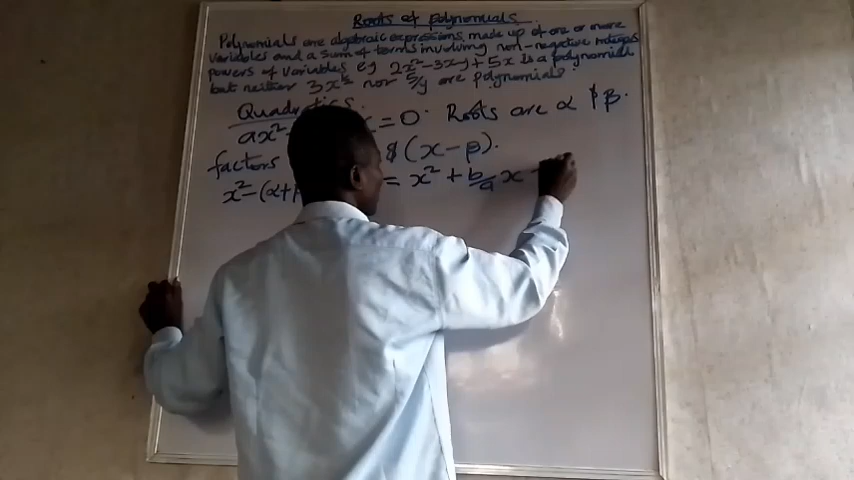 Roots of polynomials.
Polynomials are algebraic expressions made up of one or more
variables and a sum of terms involving non-negative integer
powers of variables eg 2x²-3xy+5x is a polynomial
but neither 3x^½ nor 5/y are polynomials.
Quadratics.
ax² = 0. Roots are α & β.
factors & (x-β).
x²-(α+ = x² + b/a x -